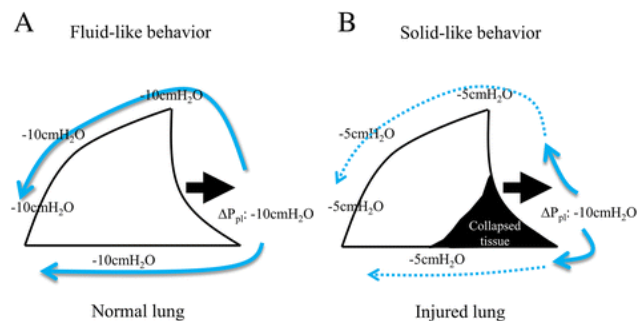 A
Fluid-like behavior
-10cmH₂O
-10cmH₂O
-10cmH₂O
ΔPₚₗ: -10cmH₂O
-10cmH₂O
Normal lung
B
Solid-like behavior
-5cmH₂O
-5cmH₂O
-5cmH₂O
ΔPₚₗ: -10cmH₂O
Collapsed
tissue
-5cmH₂O
Injured lung